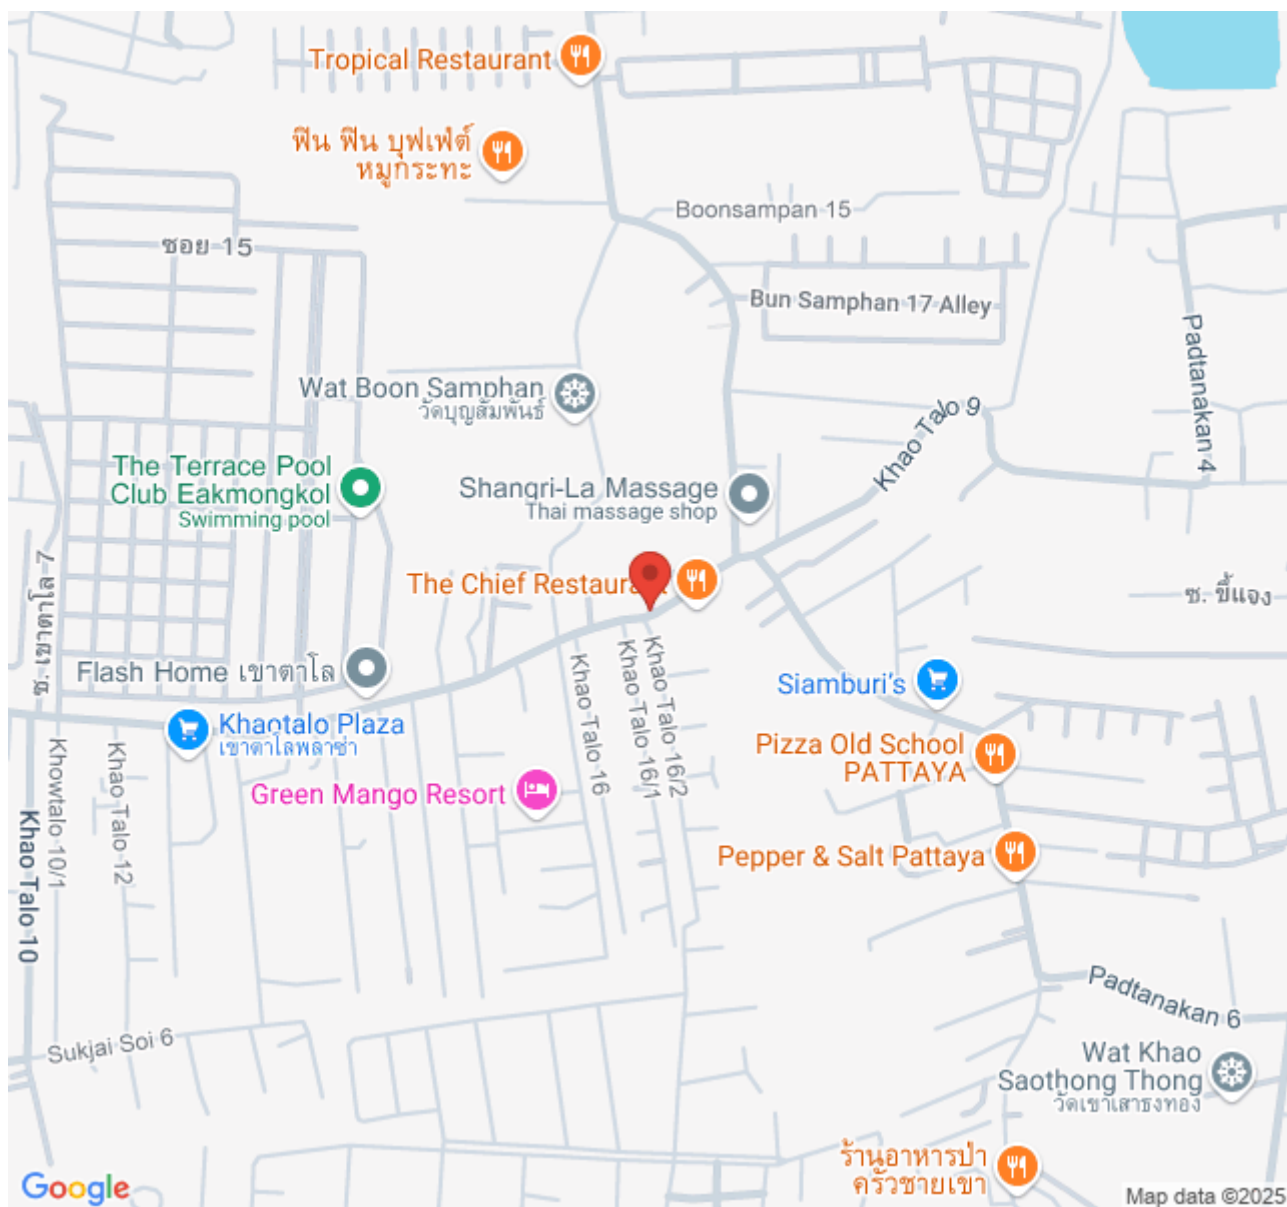 Tropical Restaurant
ฟิน ฟิน บุฟเฟ่ต์
หมูกระทะ
Boonsampan 15
ซอย 15
Bun Samphan 17 Alley
Padtanakan 4
Wat Boon Samphan
วัดบุญสัมพันธ์
Khao Talo 9
The Terrace Pool
Club Eakmongkol
Swimming pool
Shangri-La Massage
Thai massage shop
ซ. เขาตาโล 7
The Chief Restaura
ซ. ขี้แจง
Flash Home เขาตาโล
Khao Talo 16
Khao Talo 16/1
Khao Talo 16/2
Siamburi's
Khaotalo Plaza
เขาตาโลพลาซ่า
Pizza Old School
PATTAYA
Green Mango Resort
Khao Talo 10
Khowtalo 10/1
Khao Talo 12
Pepper & Salt Pattaya
Padtanakan 6
Sukjai Soi 6
Wat Khao
Saothong Thong
วัดเขาเสาธงทอง
ร้านอาหารป่า
ครัวชายเขา
Google
Map data ©2025